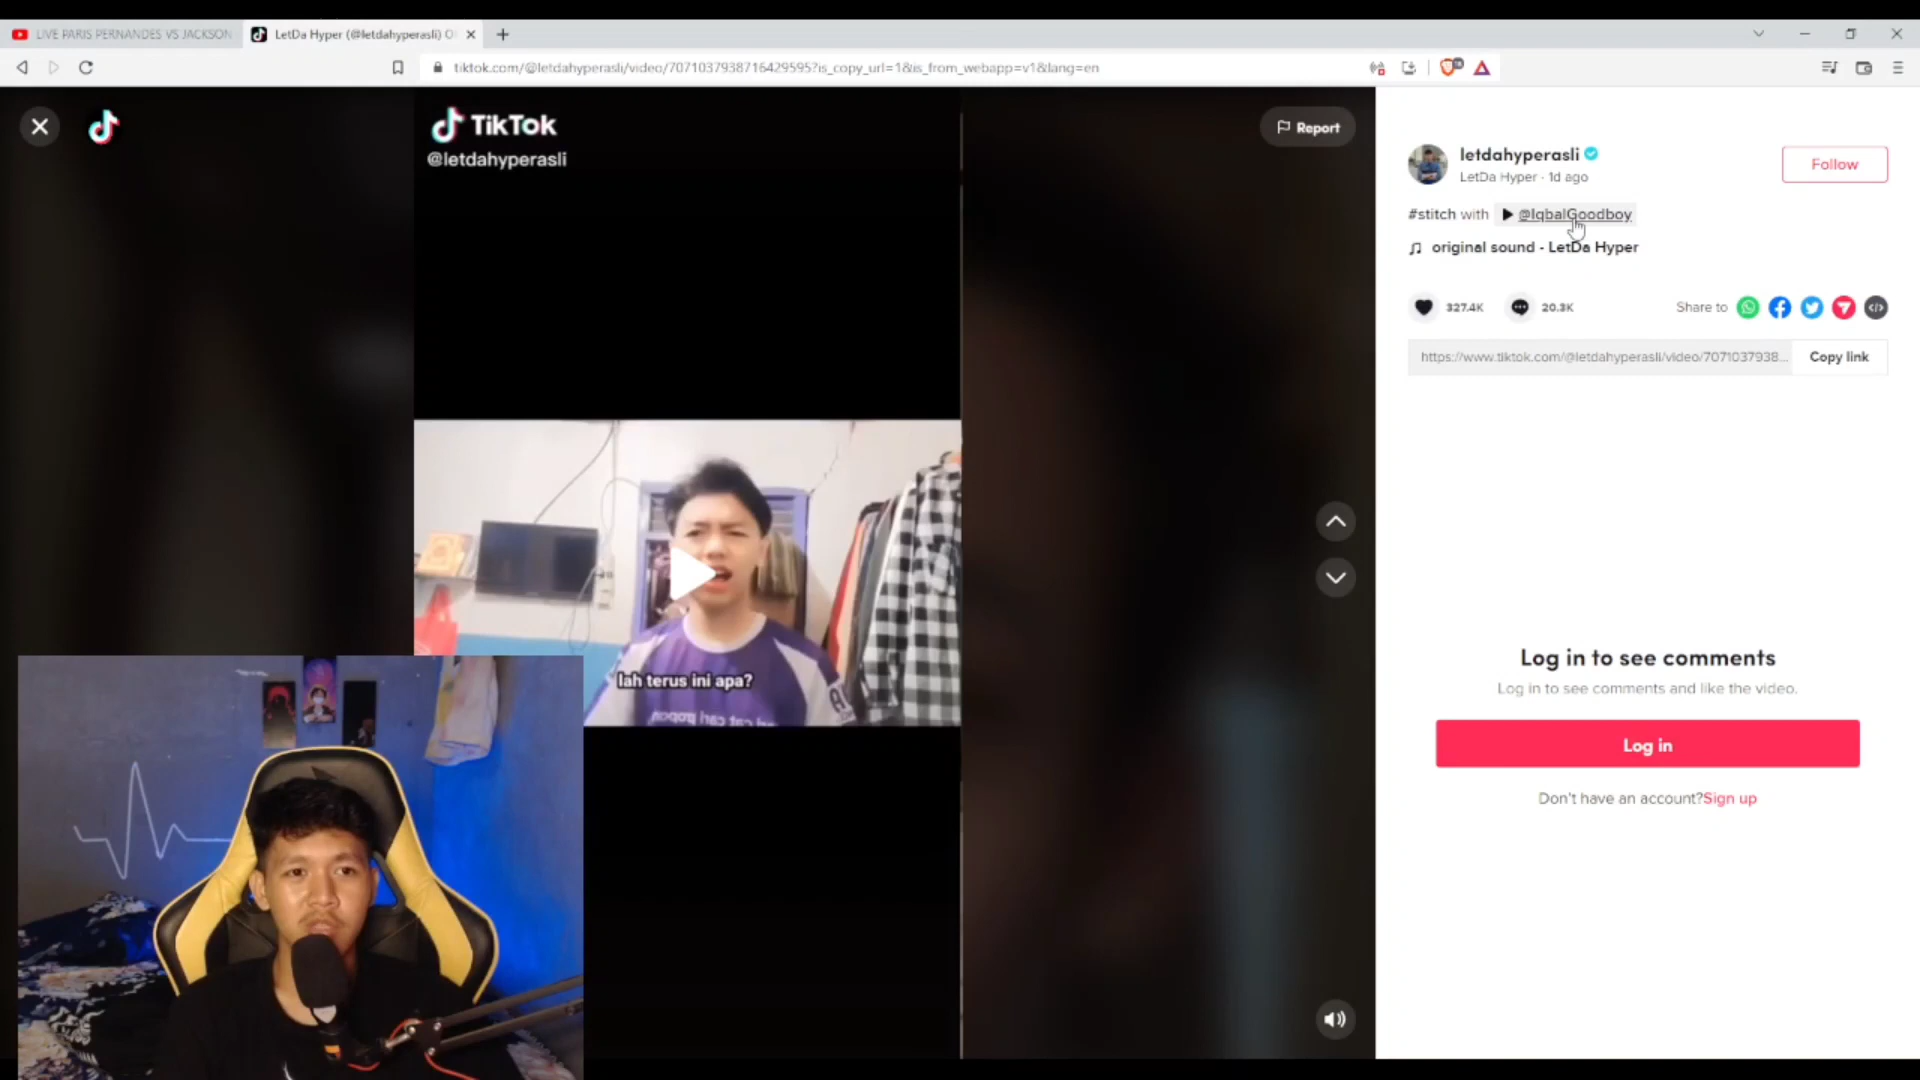 LIVE PARIS PERNANDES VS JACKSON
LetDa Hyper (@letdahyperasli) O
tiktok.com/@letdahyperasli/video/7071037938716429595?is_copy_url=1&is_from_webapp=v1&lang=en
TikTok
@letdahyperasli
Report
letdahyperasli
LetDa Hyper · 1d ago
Follow
#stitch with @IqbalGoodboy
original sound - LetDa Hyper
327.4K
20.3K
Share to
https://www.tiktok.com/@letdahyperasli/video/7071037938...
Copy link
lah terus ini apa?
Log in to see comments
Log in to see comments and like the video.
Log in
Don't have an account?Sign up